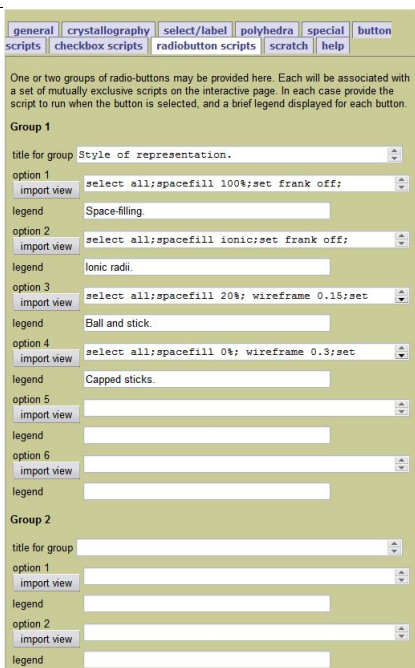 general crystallography select/label polyhedra special button
scripts checkbox scripts radiobutton scripts scratch help
One or two groups of radio-buttons may be provided here. Each will be associated with
a set of mutually exclusive scripts on the interactive page. In each case provide the
script to run when the button is selected, and a brief legend displayed for each button.
Group 1
title for group Style of representation.
option 1
import view select all;spacefill 100%;set frank off;
legend Space-filling.
option 2
import view select all;spacefill ionic;set frank off;
legend Ionic radii.
option 3
import view select all;spacefill 20%; wireframe 0.15;set
legend Ball and stick.
option 4
import view select all;spacefill 0%; wireframe 0.3;set
legend Capped sticks.
option 5
import view
legend
option 6
import view
legend
Group 2
title for group
option 1
import view
legend
option 2
import view
legend